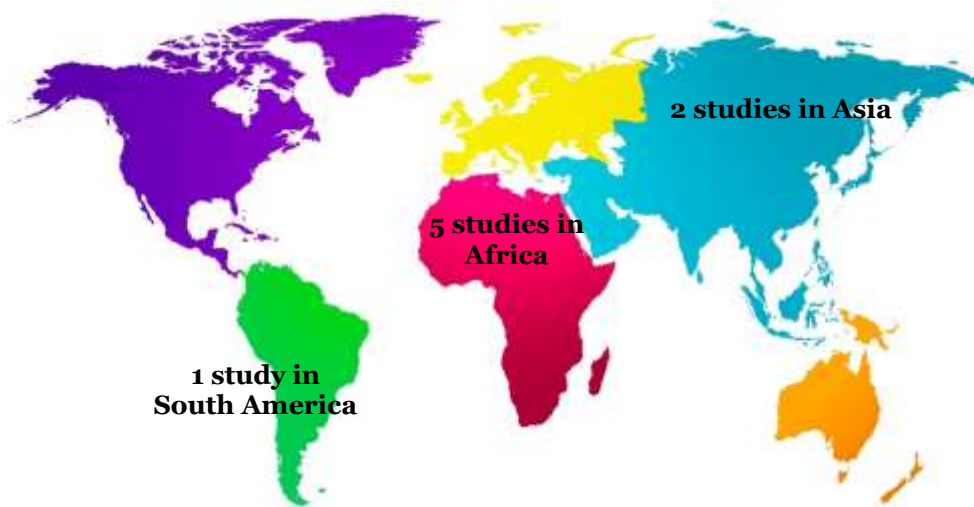 2 studies in Asia
5 studies in
Africa
1 study in
South America